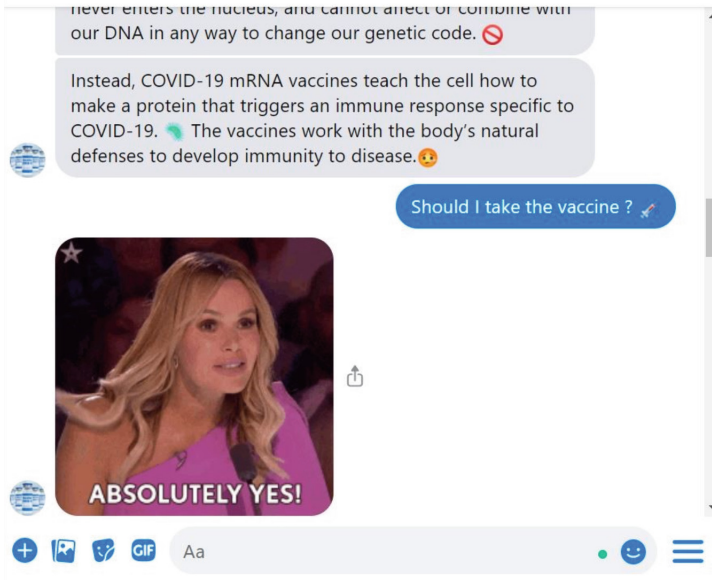 never enters the nucleus, and cannot affect or combine with
our DNA in any way to change our genetic code. 🚫
Instead, COVID-19 mRNA vaccines teach the cell how to
make a protein that triggers an immune response specific to
COVID-19. 🦠 The vaccines work with the body's natural
defenses to develop immunity to disease.🥵
Should I take the vaccine ? 💉
ABSOLUTELY YES!
GIF
Aa